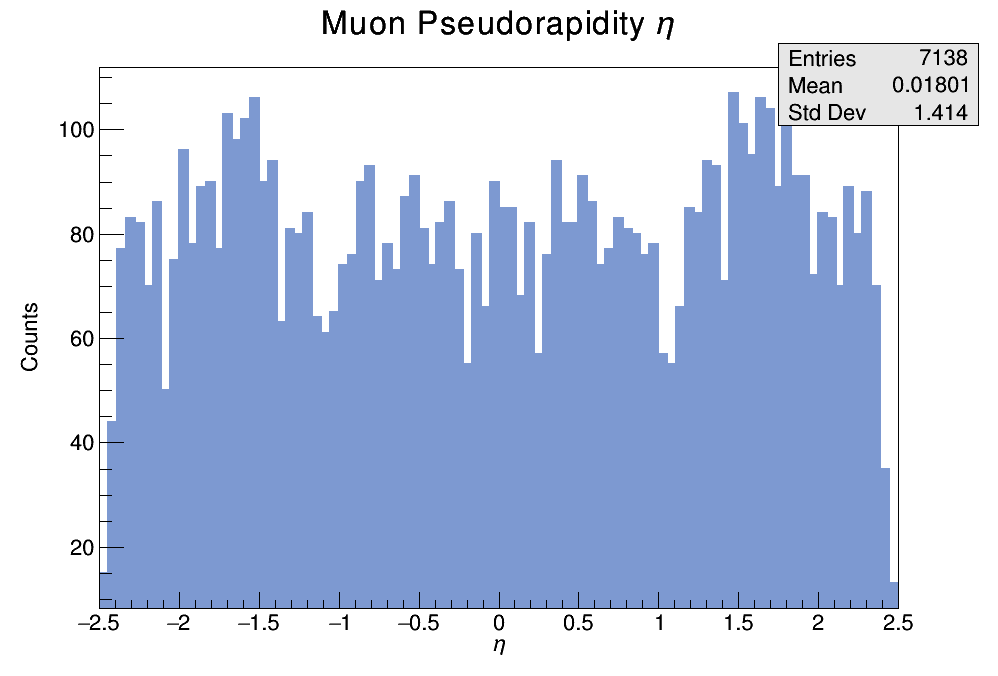 Muon Pseudorapidity η
Entries 7138
Mean 0.01801
Std Dev 1.414
100
80
60
40
20
Counts
−2.5 −2 −1.5 −1 −0.5 0 0.5 1 1.5 2 2.5
η